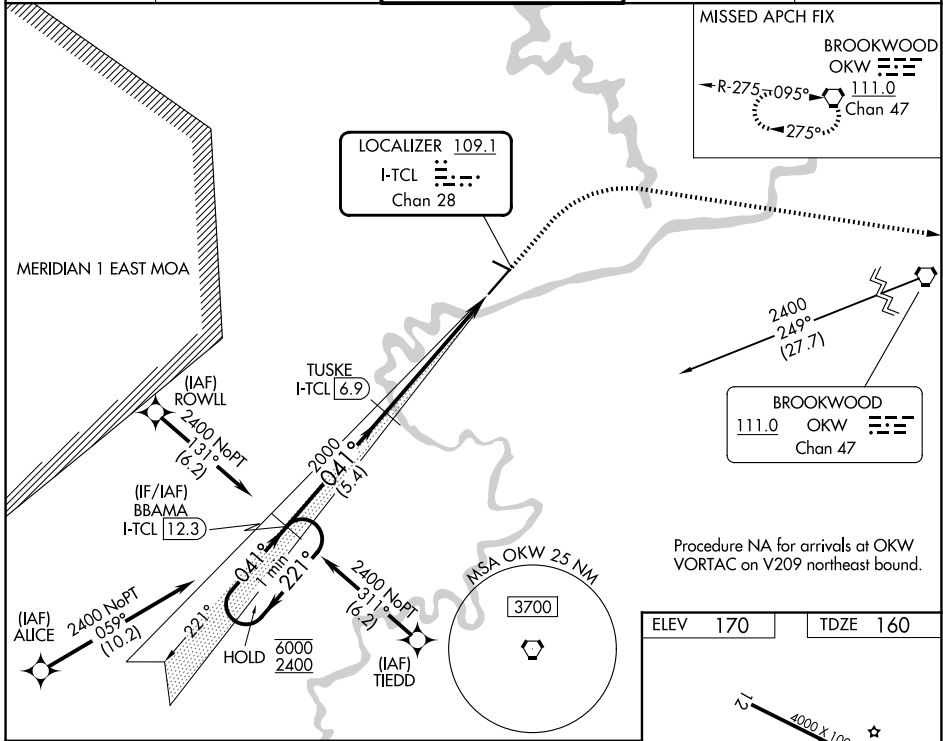 MISSED APCH FIX
BROOKWOOD
OKW
111.0
Chan 47
R-275
095°
275°
LOCALIZER 109.1
I-TCL
Chan 28
MERIDIAN 1 EAST MOA
2400
249°
(27.7)
BROOKWOOD
111.0 OKW
Chan 47
TUSKE
I-TCL 6.9
(IAF)
ROWLL
2400 NoPT
131°
(6.2)
2000
041°
(5.4)
(IF/IAF)
BBAMA
I-TCL 12.3
041°
1 min
221°
221°
(IAF)
ALICE
2400 NoPT
059°
(10.2)
HOLD 6000
2400
2400 NoPT
311°
(6.2)
(IAF)
TIEDD
MSA OKW 25 NM
3700
Procedure NA for arrivals at OKW
VORTAC on V209 northeast bound.
ELEV 170 TDZE 160
12
4000 X 100